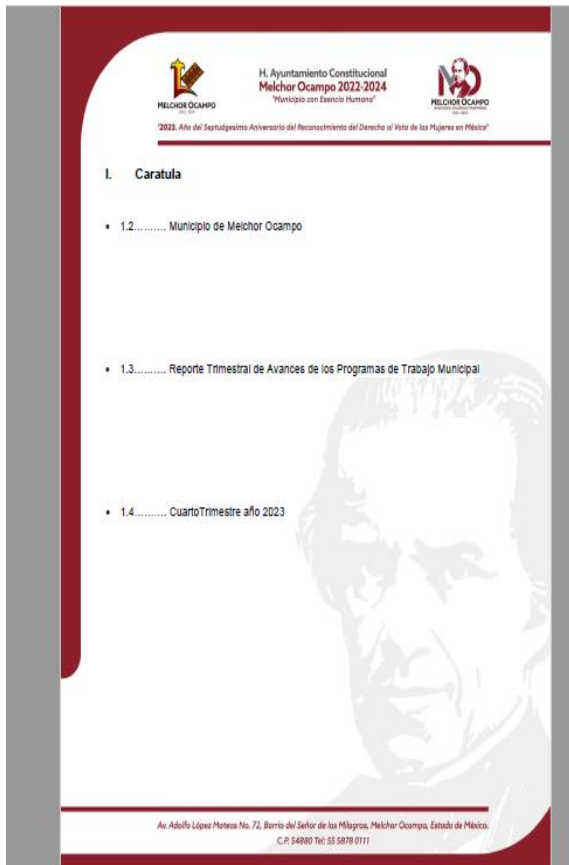 H. Ayuntamiento Constitucional
Melchor Ocampo 2022-2024
"Municipio con Esencia Humana"
MELCHOR OCAMPO
MELCHOR OCAMPO
"2023. Año del Septuagésimo Aniversario del Reconocimiento del Derecho al Voto de las Mujeres en México"
I. Caratula
• 1.2.......... Municipio de Melchor Ocampo
• 1.3.......... Reporte Trimestral de Avances de los Programas de Trabajo Municipal
• 1.4.......... CuartoTrimestre año 2023
Av. Adolfo López Mateos No. 72, Barrio del Señor de los Milagros, Melchor Ocampo, Estado de México.
C.P. 54880 Tel: 55 5878 0111